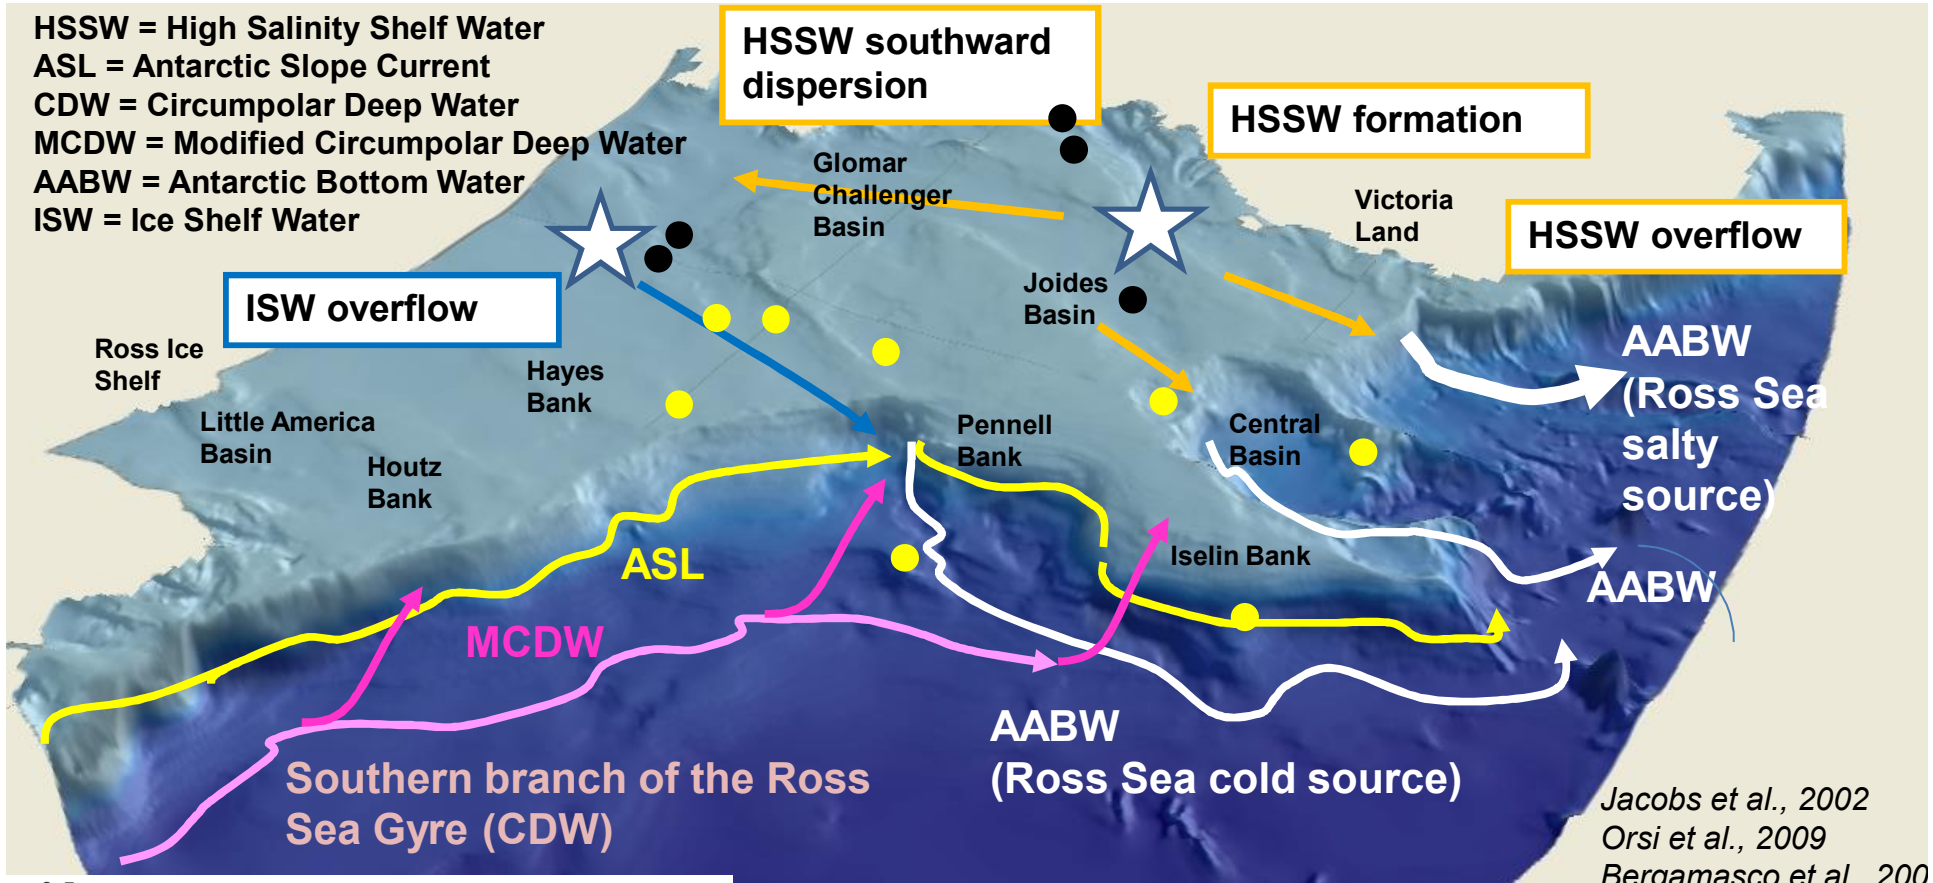 HSSW = High Salinity Shelf Water
ASL = Antarctic Slope Current
CDW = Circumpolar Deep Water
MCDW = Modified Circumpolar Deep Water
AABW = Antarctic Bottom Water
ISW = Ice Shelf Water
HSSW southward
dispersion
HSSW formation
HSSW overflow
Glomar
Challenger
Basin
Victoria
Land
ISW overflow
Joides
Basin
Ross Ice
Shelf
Hayes
Bank
Little America
Basin
Houtz
Bank
Pennell
Bank
Central
Basin
AABW
(Ross Sea
salty
source)
ASL
Iselin Bank
AABW
MCDW
AABW
(Ross Sea cold source)
Southern branch of the Ross
Sea Gyre (CDW)
Jacobs et al., 2002
Orsi et al., 2009
Bergamasco et al., 200